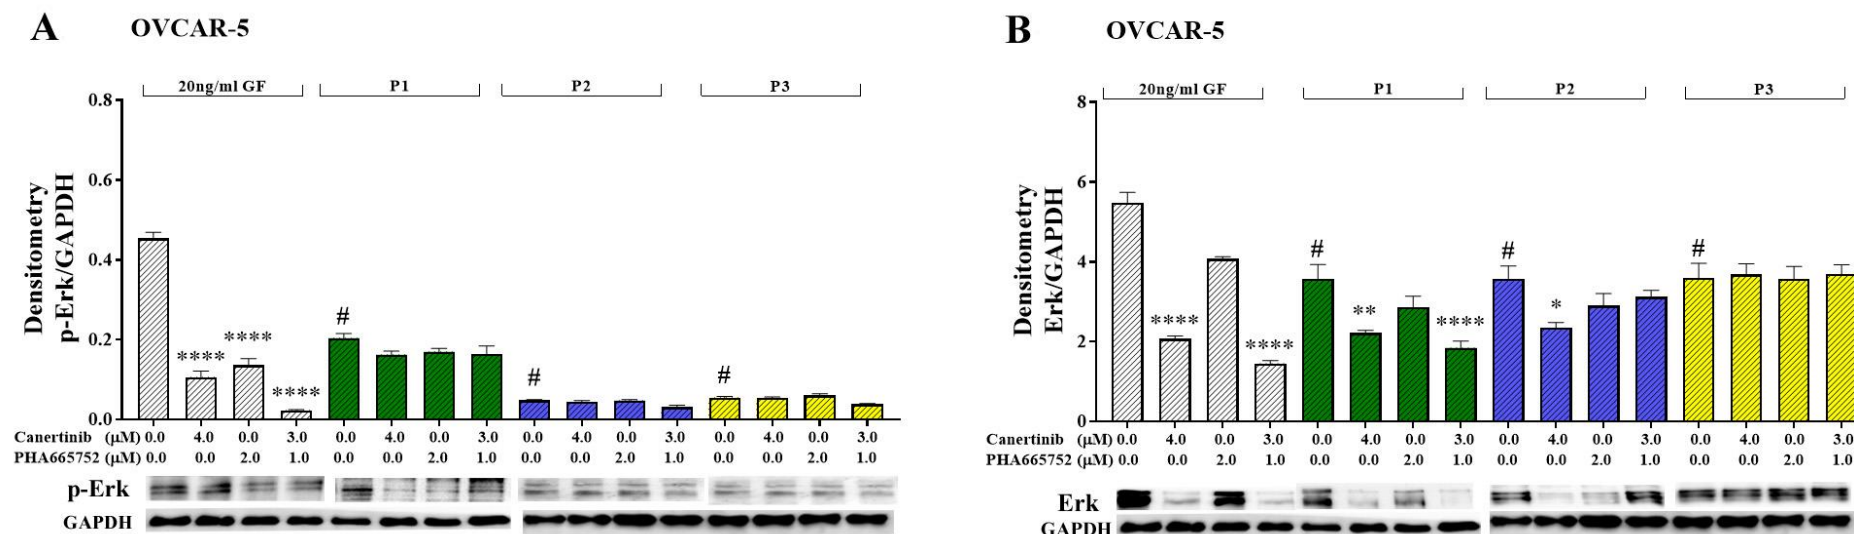 A
OVCAR-5
20ng/ml GF P1 P2 P3
0.8
0.6
0.4
0.2
0.0
Densitometry
p-Erk/GAPDH
#
****
****
****
#
#
Canertinib (µM) 0.0 4.0 0.0 3.0 0.0 4.0 0.0 3.0 0.0 4.0 0.0 3.0 0.0 4.0 0.0 3.0
PHA665752 (µM) 0.0 0.0 2.0 1.0 0.0 0.0 2.0 1.0 0.0 0.0 2.0 1.0 0.0 0.0 2.0 1.0
p-Erk
GAPDH
B
OVCAR-5
20ng/ml GF P1 P2 P3
8
6
4
2
0
Densitometry
Erk/GAPDH
# # #
**** ** **** *
****
Canertinib (µM) 0.0 4.0 0.0 3.0 0.0 4.0 0.0 3.0 0.0 4.0 0.0 3.0 0.0 4.0 0.0 3.0
PHA665752 (µM) 0.0 0.0 2.0 1.0 0.0 0.0 2.0 1.0 0.0 0.0 2.0 1.0 0.0 0.0 2.0 1.0
Erk
GAPDH